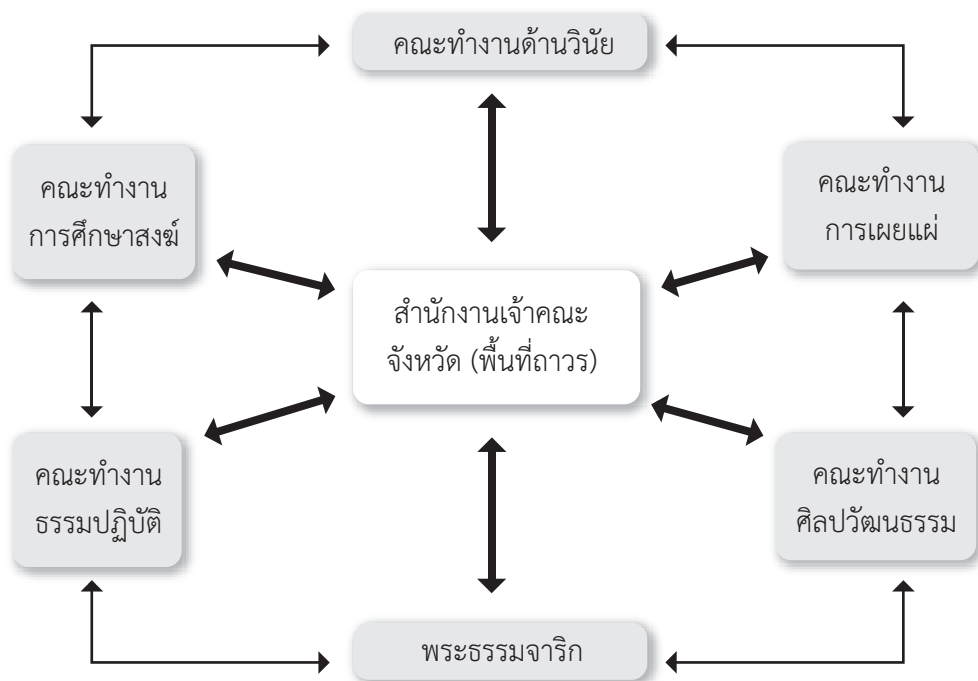 คณะทำงานด้านวินัย
คณะทำงาน
การศึกษาสงฆ์
คณะทำงาน
การเผยแผ่
สำนักงานเจ้าคณะ
จังหวัด (พื้นที่ถาวร)
คณะทำงาน
ธรรมปฏิบัติ
คณะทำงาน
ศิลปวัฒนธรรม
พระธรรมจาริก